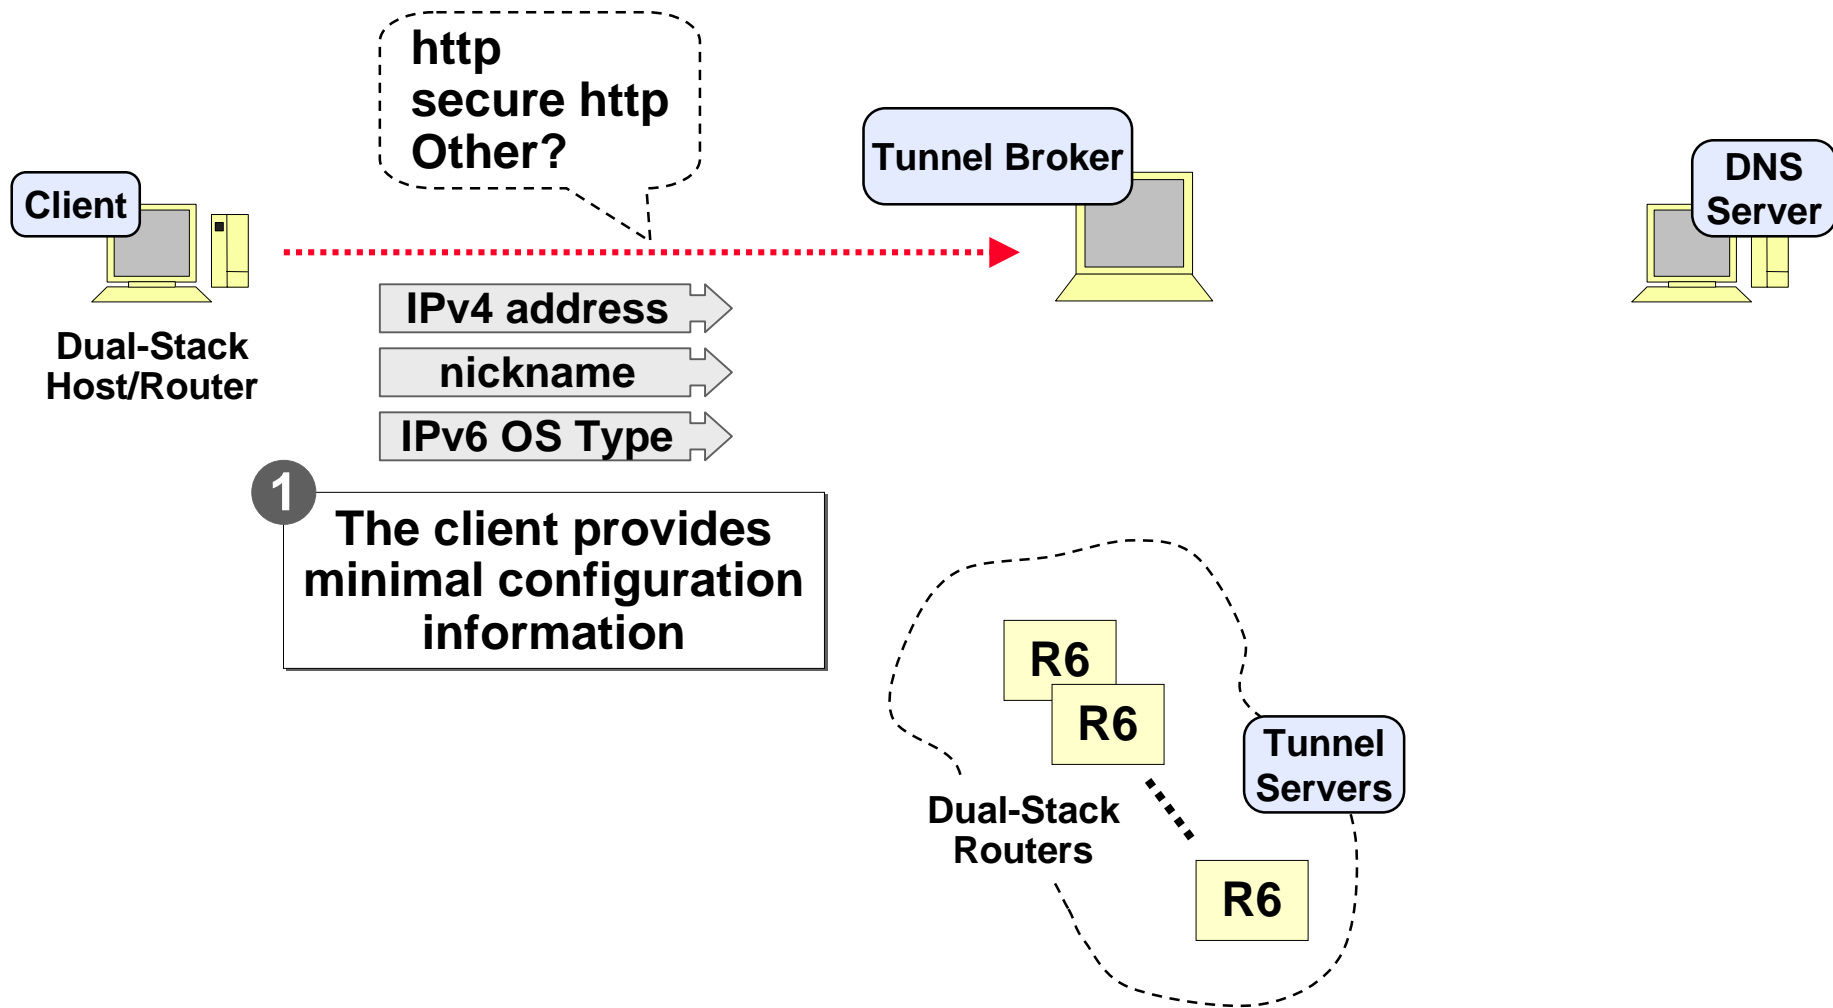 http
secure http
Other?
Tunnel Broker
DNS
Server
Client
IPv4 address
Dual-Stack
Host/Router
nickname
IPv6 OS Type
1
The client provides
minimal configuration
information
R6
R6
Tunnel
Servers
Dual-Stack
Routers
R6